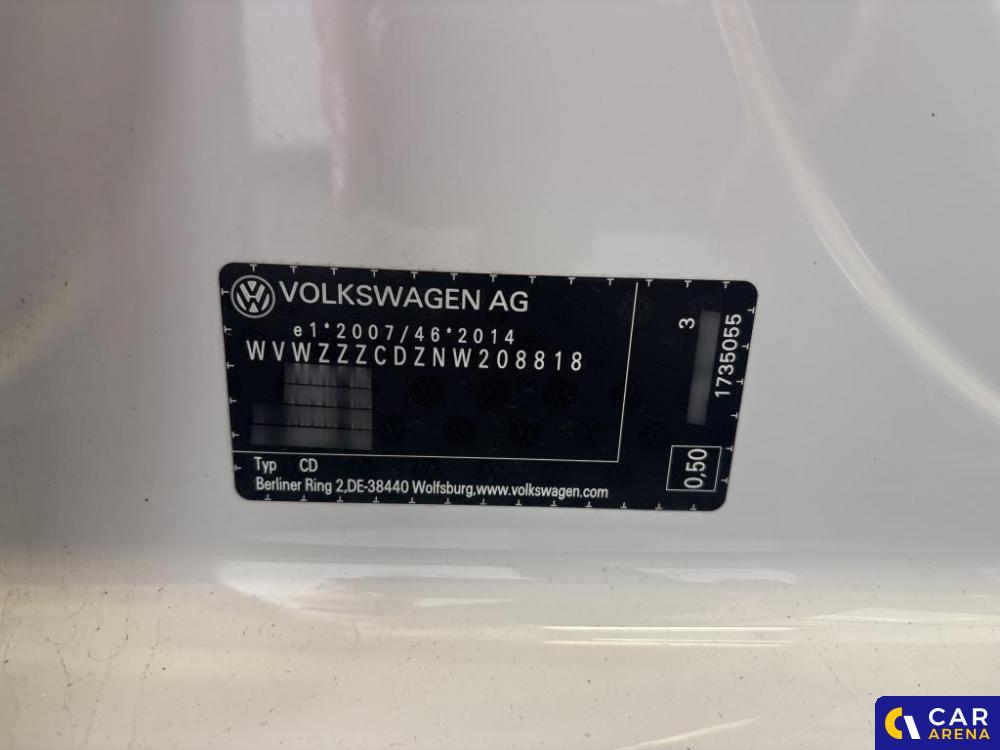 VOLKSWAGEN AG
e1*2007/46*2014
WVWZZZCDZNW208818
Typ CD
Berliner Ring 2,DE-38440 Wolfsburg,www.volkswagen.com
3
1735055
0,50
CAR
ARENA